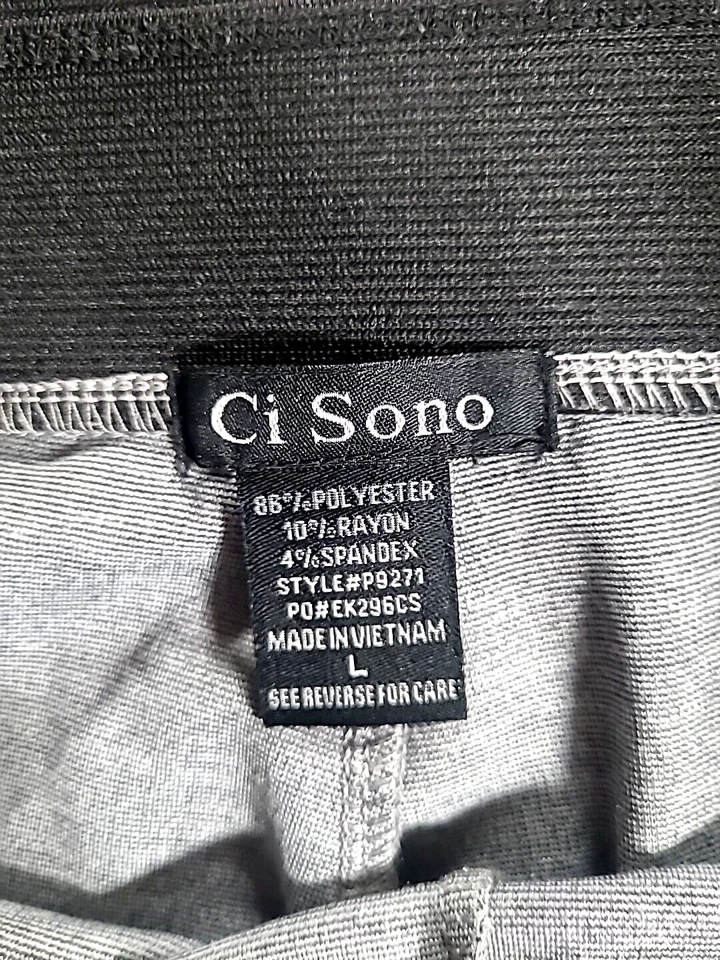 Ci Sono
86%POLYESTER
10%RAYON
4%SPANDEX
STYLE#P9271
PO#EK296CS
MADE IN VIETNAM
L
SEE REVERSE FOR CARE